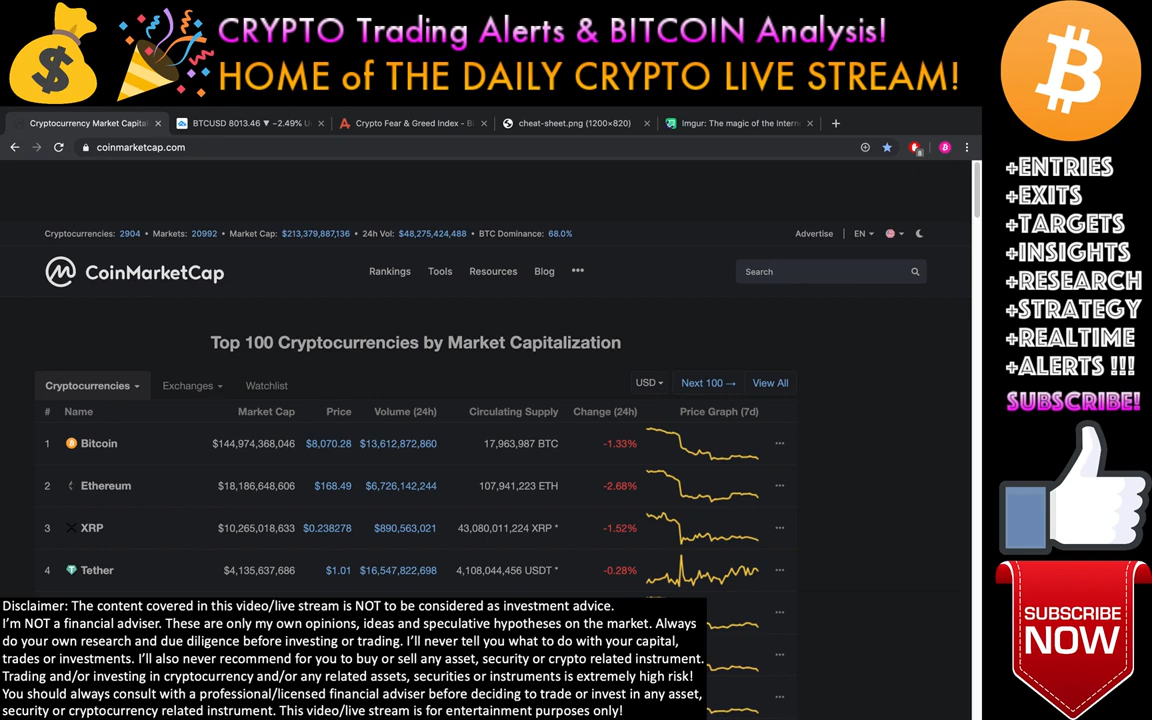 CRYPTO Trading Alerts & BITCOIN Analysis!
HOME of THE DAILY CRYPTO LIVE STREAM!
Cryptocurrency Market Capital
BTCUSD 8013.46 ▼ −2.49% U
Crypto Fear & Greed Index - B
cheat-sheet.png (1200×820)
Imgur: The magic of the Intern
coinmarketcap.com
Cryptocurrencies: 2904 • Markets: 20992 • Market Cap: $213,379,887,136 • 24h Vol: $48,275,424,488 • BTC Dominance: 68.0%
Advertise
EN
CoinMarketCap
Rankings
Tools
Resources
Blog
Search
Top 100 Cryptocurrencies by Market Capitalization
Cryptocurrencies
Exchanges
Watchlist
USD
Next 100 →
View All
# Name Market Cap Price Volume (24h) Circulating Supply Change (24h) Price Graph (7d)
1 Bitcoin $144,974,368,046 $8,070.28 $13,612,872,860 17,963,987 BTC -1.33%
2 Ethereum $18,186,648,606 $168.49 $6,726,142,244 107,941,223 ETH -2.68%
3 XRP $10,265,018,633 $0.238278 $890,563,021 43,080,011,224 XRP * -1.52%
4 Tether $4,135,637,686 $1.01 $16,547,822,698 4,108,044,456 USDT * -0.28%
Disclaimer: The content covered in this video/live stream is NOT to be considered as investment advice.
I'm NOT a financial adviser. These are only my own opinions, ideas and speculative hypotheses on the market. Always
do your own research and due diligence before investing or trading. I'll never tell you what to do with your capital,
trades or investments. I'll also never recommend for you to buy or sell any asset, security or crypto related instrument.
Trading and/or investing in cryptocurrency and/or any related assets, securities or instruments is extremely high risk!
You should always consult with a professional/licensed financial adviser before deciding to trade or invest in any asset,
security or cryptocurrency related instrument. This video/live stream is for entertainment purposes only!
+ENTRIES
+EXITS
+TARGETS
+INSIGHTS
+RESEARCH
+STRATEGY
+REALTIME
+ALERTS !!!
SUBSCRIBE!
SUBSCRIBE
NOW